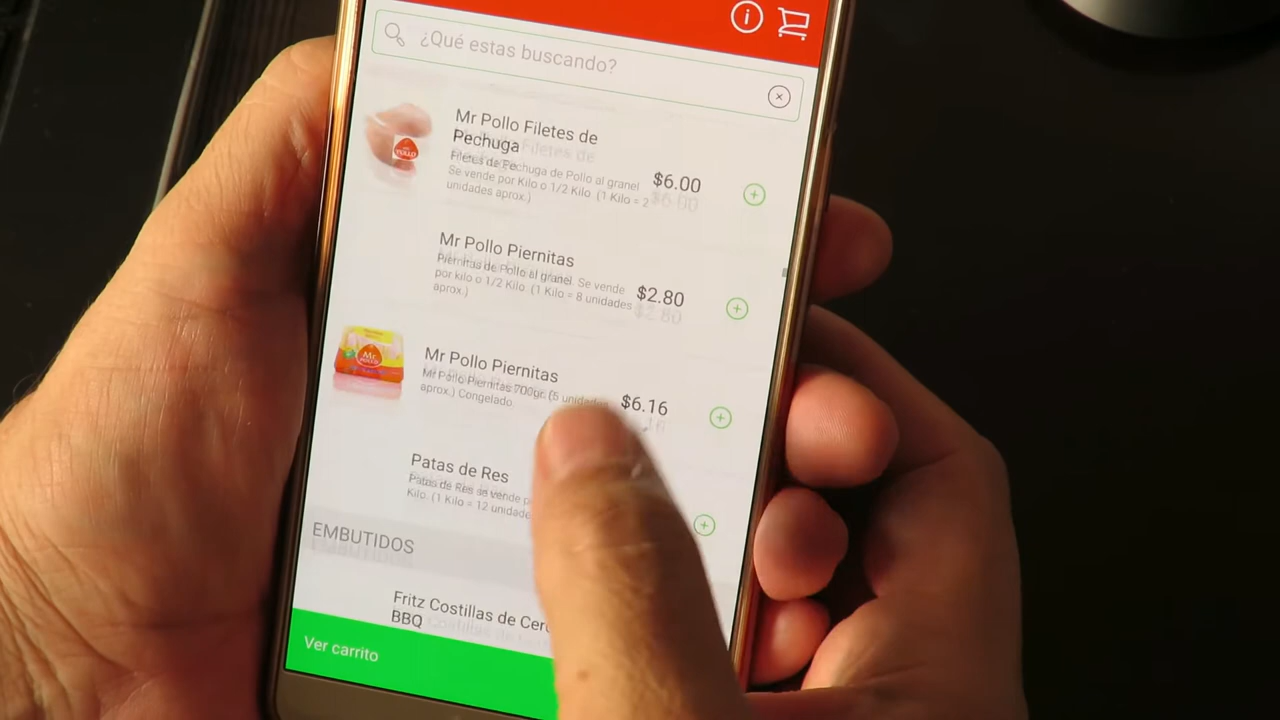 ¿Qué estas buscando?
Mr Pollo Filetes de
Pechuga
Filetes de Pechuga de Pollo al granel
Se vende por Kilo o 1/2 Kilo (1 Kilo = 2
unidades aprox.)
$6.00
Mr Pollo Piernitas
Piernitas de Pollo al granel. Se vende
por kilo o 1/2 Kilo (1 Kilo = 8 unidades
aprox.)
$2.80
Mr Pollo Piernitas
Mr Pollo Piernitas 700gr. (5 unidades
aprox.) Congelado
$6.16
Patas de Res
Patas de Res se vende
Kilo. (1 Kilo = 12
EMBUTIDOS
Fritz Costillas de
BBQ
Ver carrito